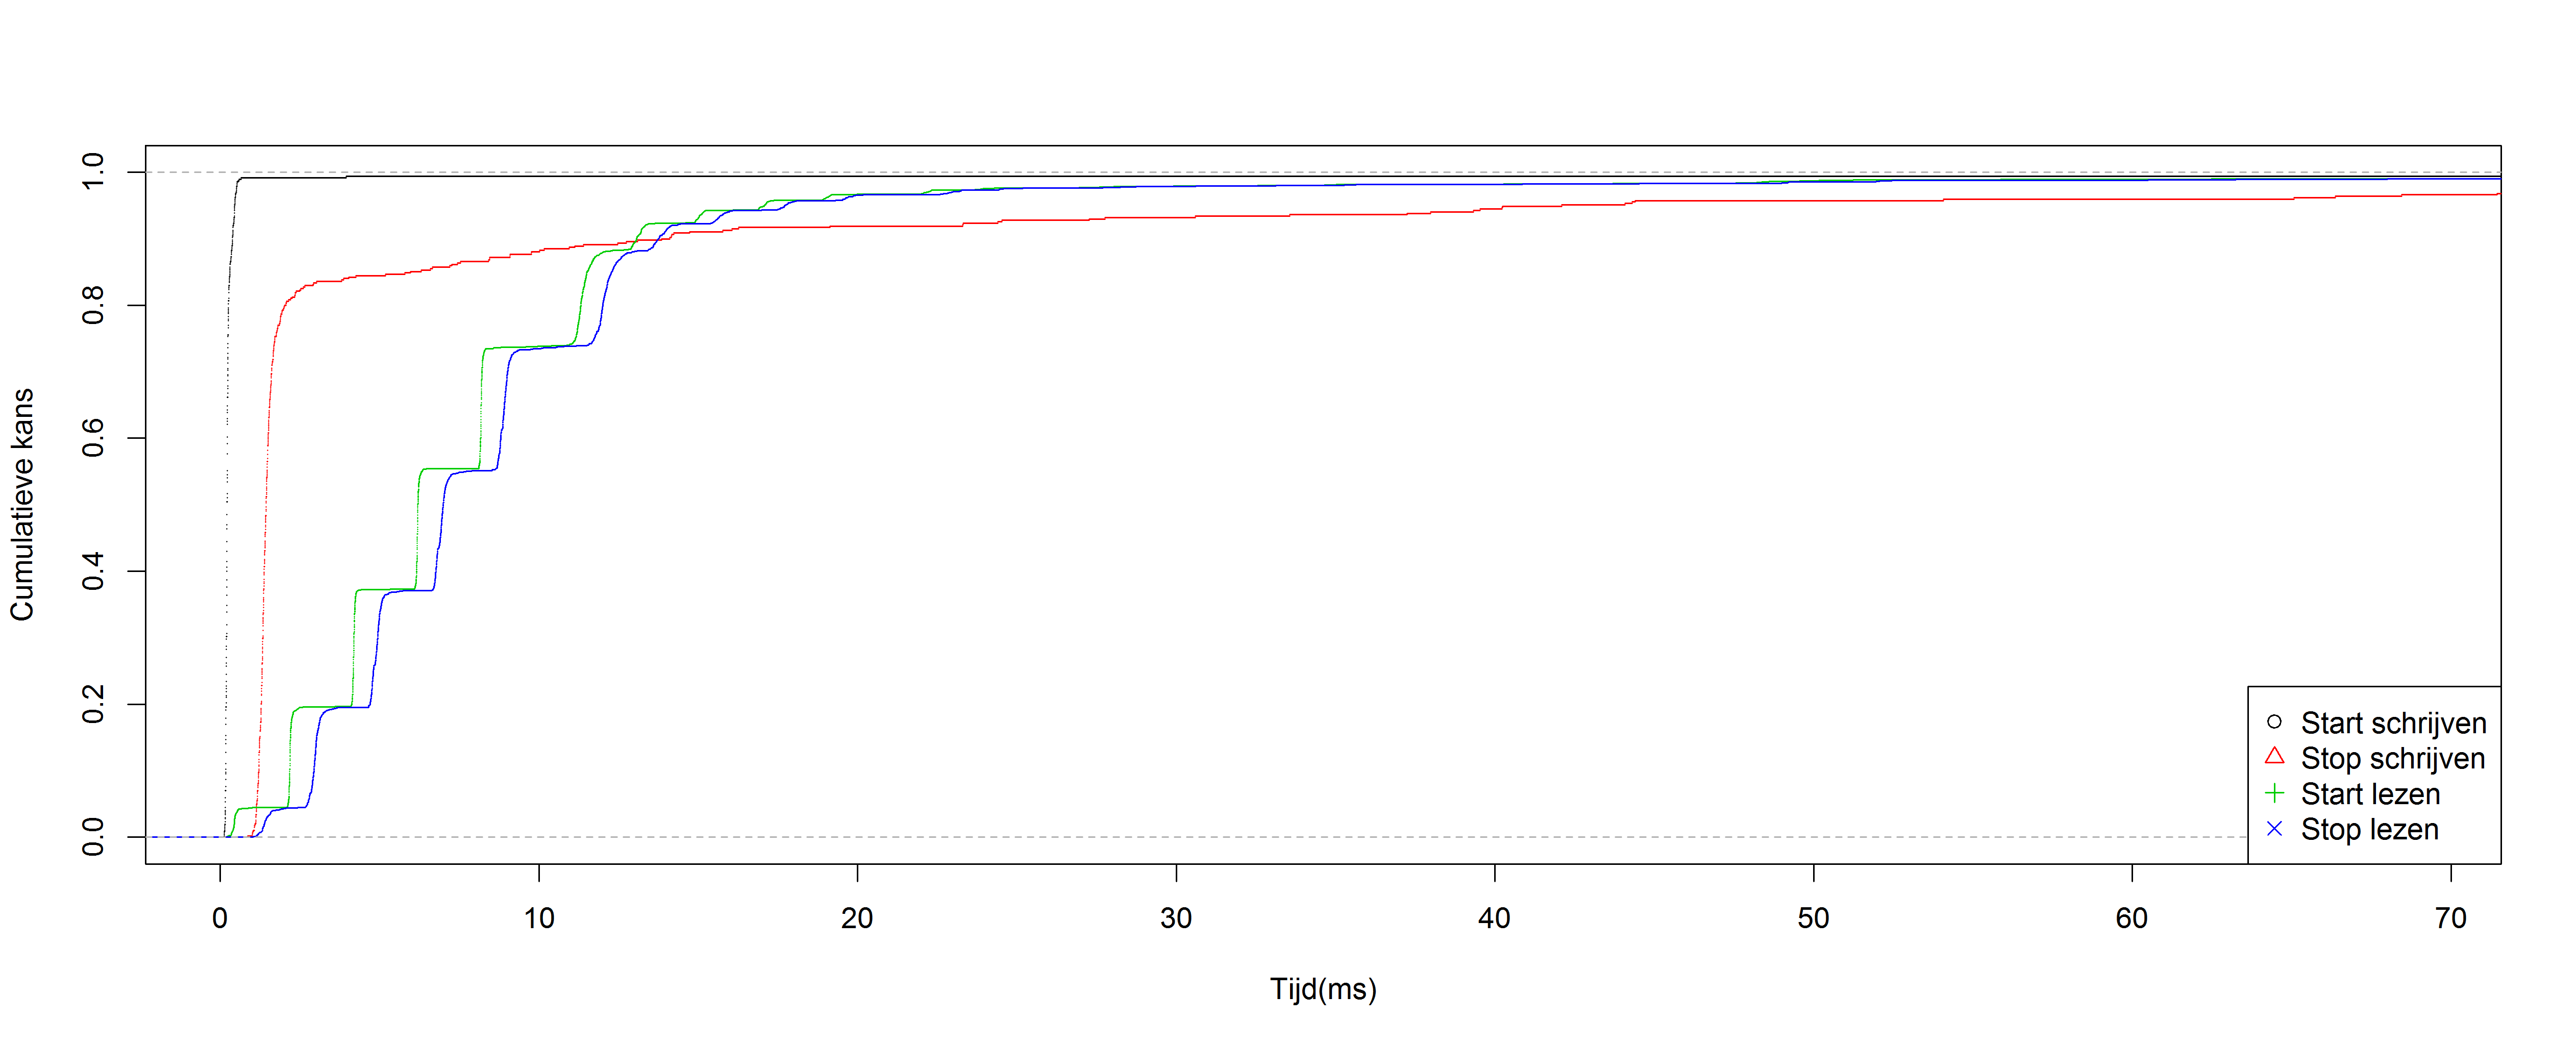 Cumulatieve kans
1.0
0.8
0.6
0.4
0.2
0.0
0 10 20 30 40 50 60 70
Tijd(ms)
Start schrijven
Stop schrijven
Start lezen
Stop lezen